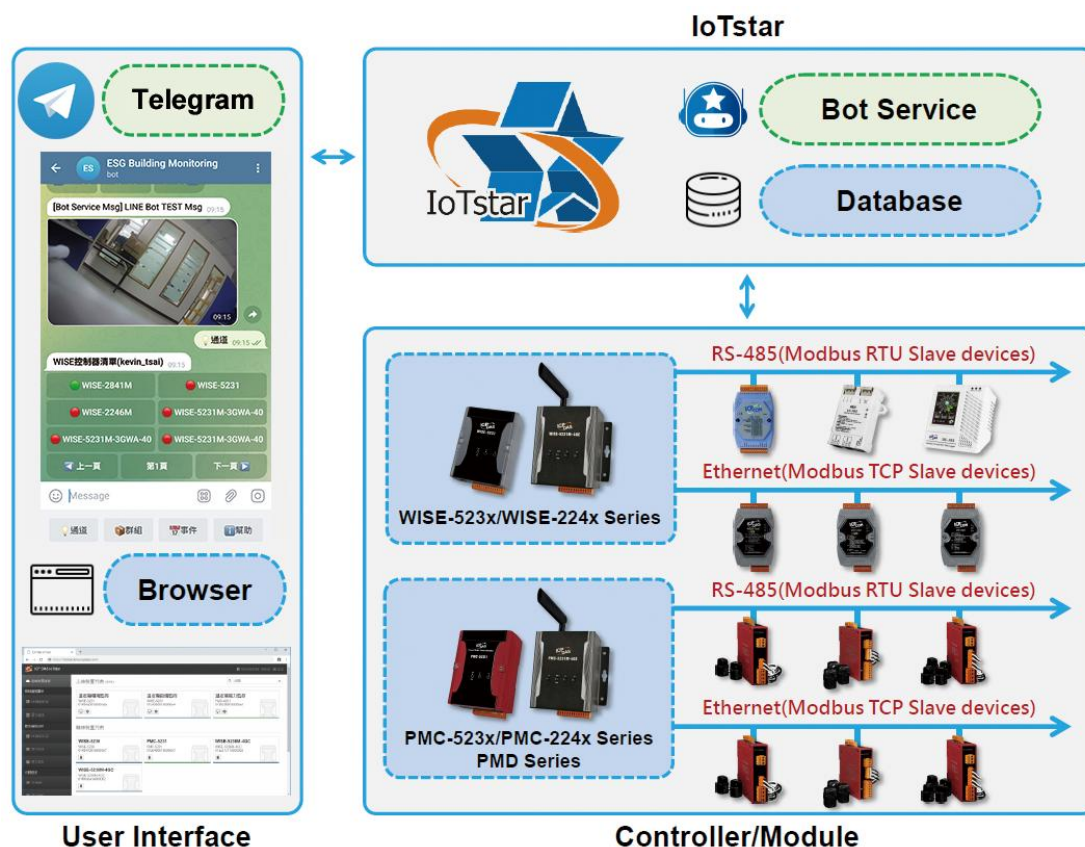 IoTstar
Telegram
ES
ESG Building Monitoring
bot
[Bot Service Msg] LINE Bot TEST Msg 09:15
09:15
通道 09:15
WISE控制器清單(kevin_tsai) 09:15
WISE-2841M
WISE-5231
WISE-2246M
WISE-5231M-3GWA-40
WISE-5231M-3GWA-40
WISE-5231M-3GWA-40
上一頁
第1頁
下一頁
Message
通道
群組
事件
幫助
Browser
User Interface
IoTstar
Bot Service
Database
WISE-523x/WISE-224x Series
RS-485(Modbus RTU Slave devices)
Ethernet(Modbus TCP Slave devices)
PMC-523x/PMC-224x Series
PMD Series
RS-485(Modbus RTU Slave devices)
Ethernet(Modbus TCP Slave devices)
Controller/Module